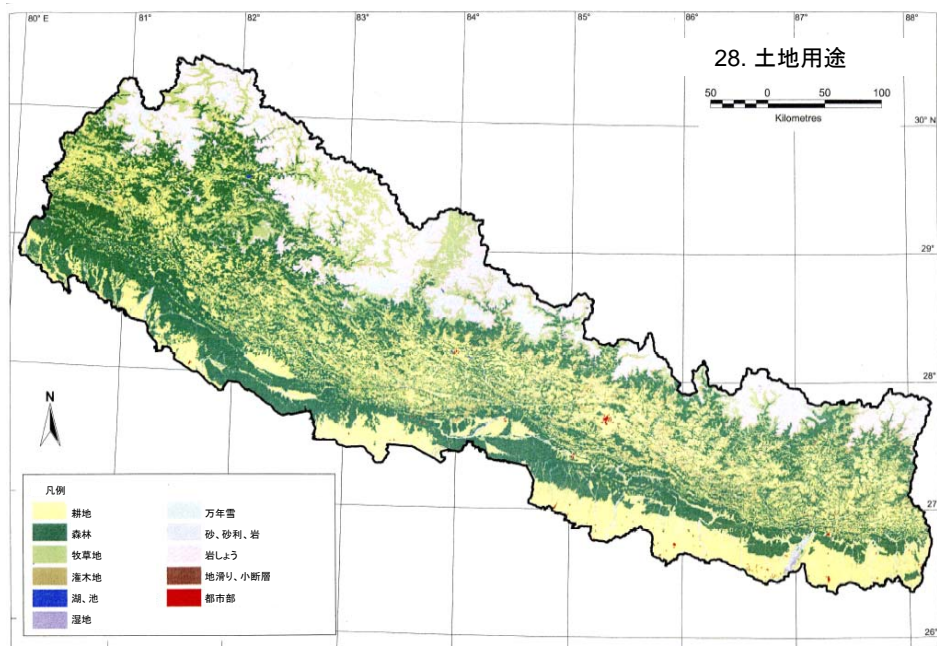 80° E
81°
82°
83°
84°
85°
86°
87°
88°
28. 土地用途
50 0 50 100
Kilometres
30° N
29°
28°
27°
26°
N
凡例
耕地
森林
牧草地
潅木地
湖、池
湿地
万年雪
砂、砂利、岩
岩しょう
地滑り、小断層
都市部